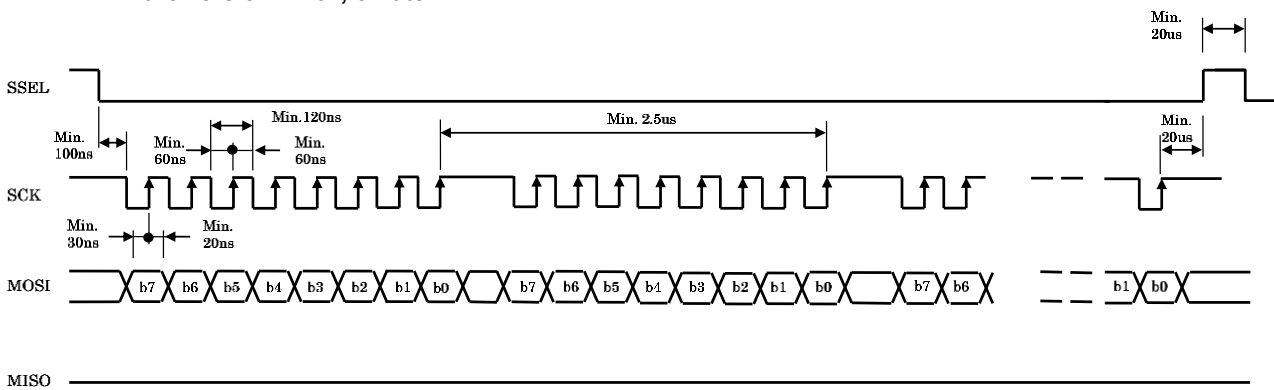 Min.
20us
SSEL
Min.
100ns
Min.
60ns
Min.120ns
Min.
60ns
Min. 2.5us
Min.
20us
SCK
Min.
30ns
Min.
20ns
MOSI
b7 b6 b5 b4 b3 b2 b1 b0 b7 b6 b5 b4 b3 b2 b1 b0 b7 b6 b1 b0
MISO